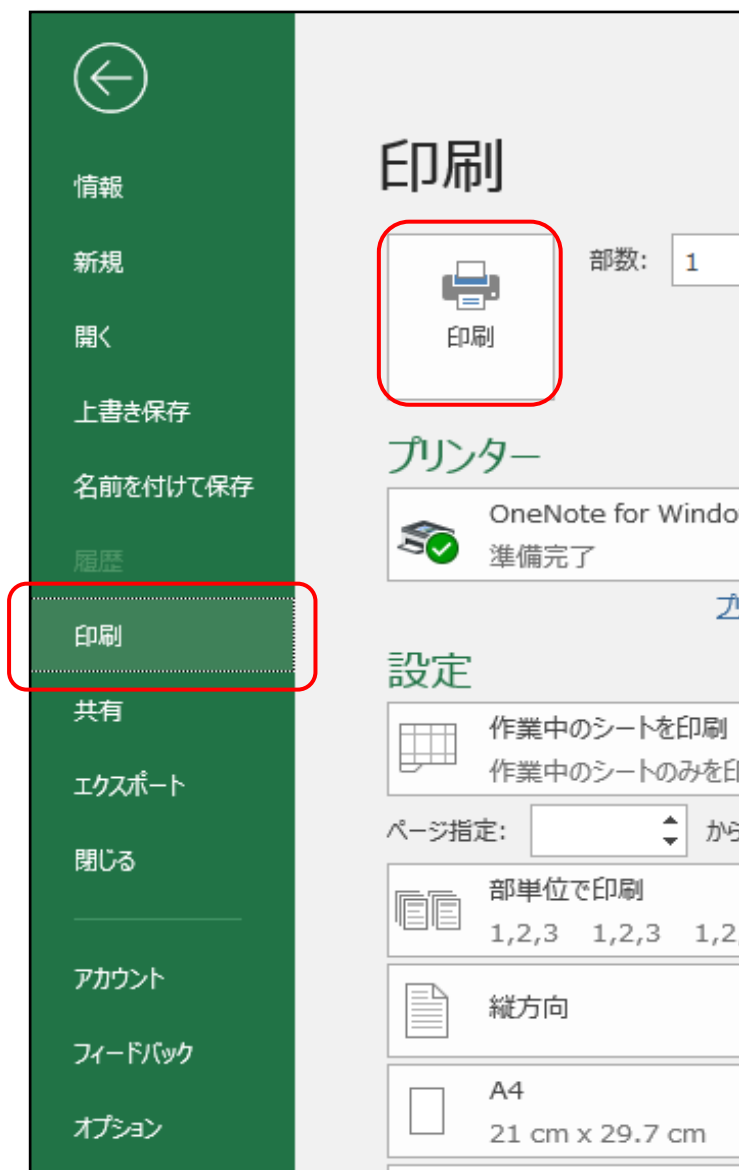 情報
新規
開く
上書き保存
名前を付けて保存
履歴
印刷
共有
エクスポート
閉じる
アカウント
フィードバック
オプション
印刷
印刷
部数: 1
プリンター
OneNote for Windo
準備完了
プ
設定
作業中のシートを印刷
作業中のシートのみを印
ページ指定: から
部単位で印刷
1,2,3 1,2,3 1,2,
縦方向
A4
21 cm x 29.7 cm